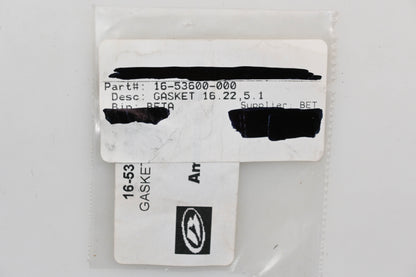 Part#: 16-53600-000
Desc: GASKET 16.22,5.1
Bin: BETA Supplier: BET
16-53
GASKET
Am